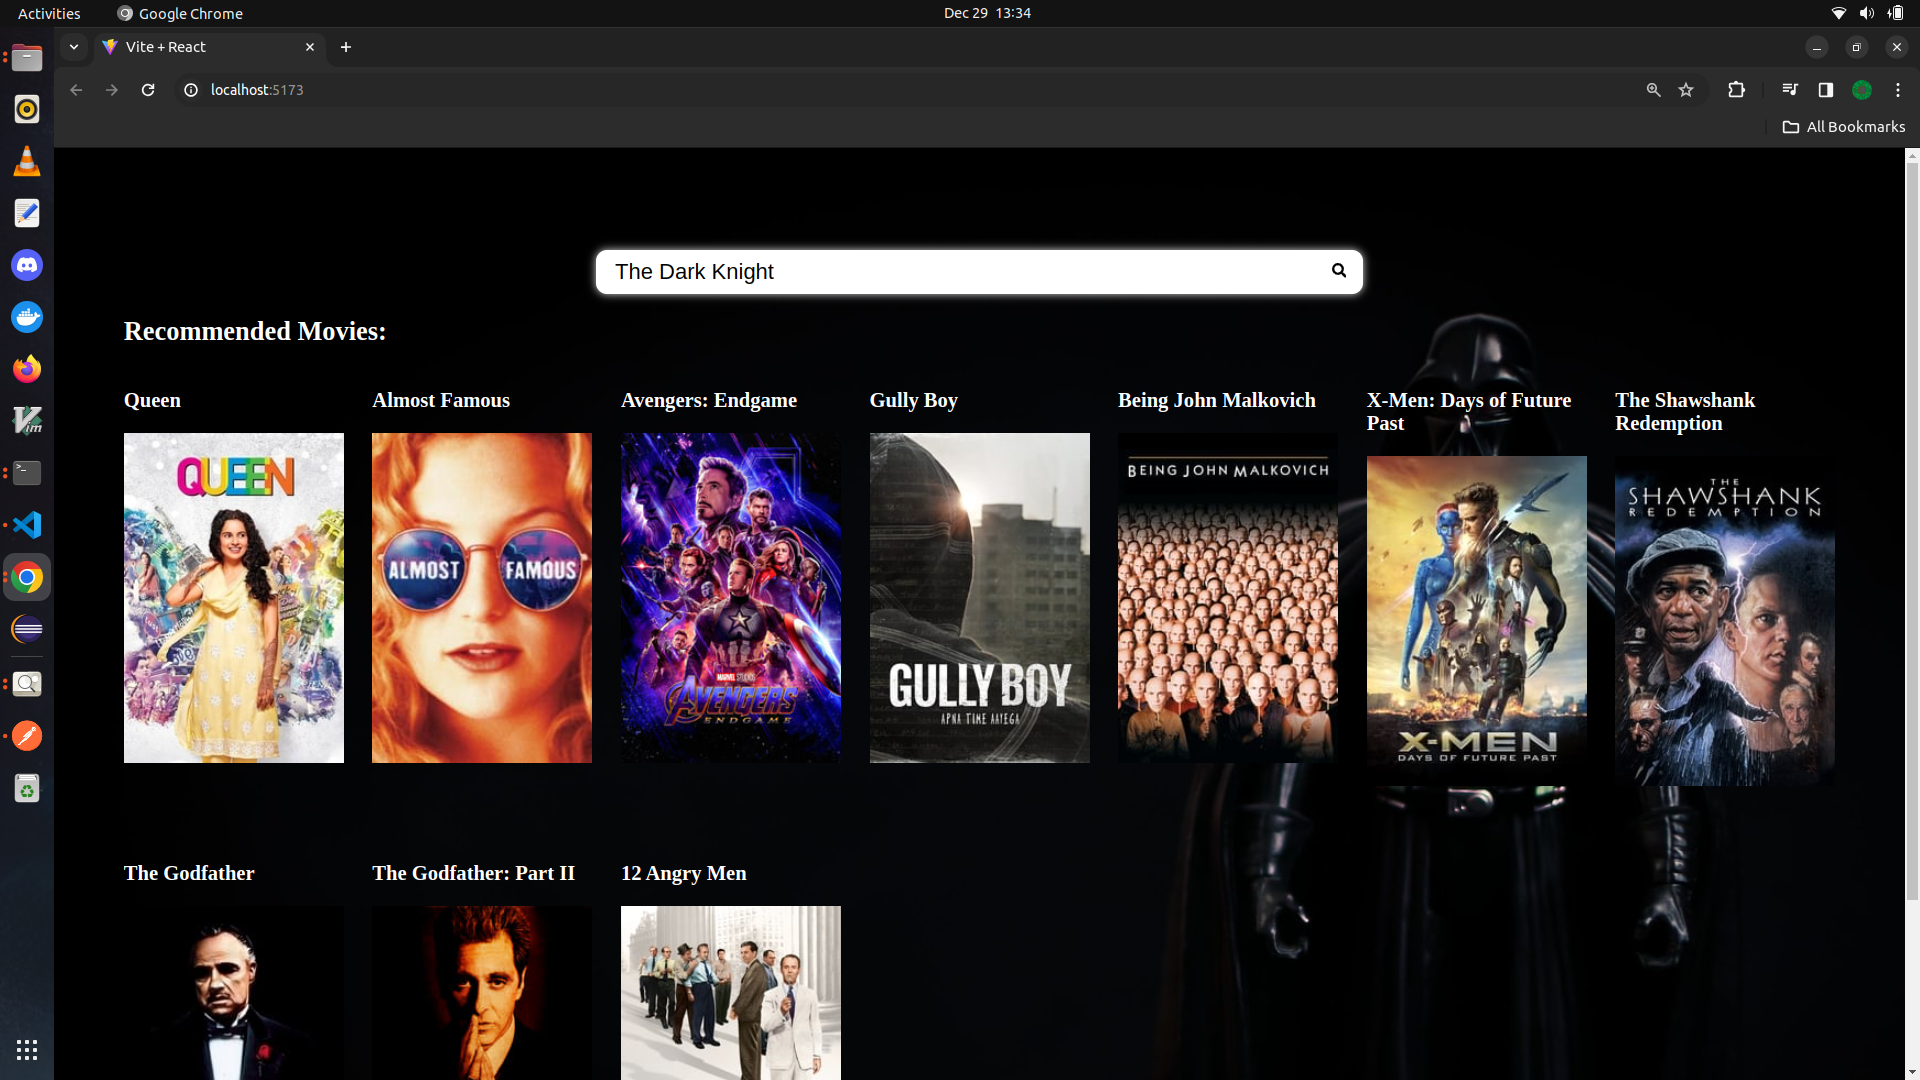 Activities
Google Chrome
Dec 29 13:34
Vite + React
localhost:5173
All Bookmarks
The Dark Knight
Recommended Movies:
Queen
Almost Famous
Avengers: Endgame
Gully Boy
Being John Malkovich
X-Men: Days of Future
Past
The Shawshank
Redemption
QUEEN
ALMOST FAMOUS
MARVEL STUDIOS
AVENGERS
ENDGAME
GULLY BOY
APNA TIME AAYEGA
BEING JOHN MALKOVICH
X-MEN
DAYS OF FUTURE PAST
THE
SHAWSHANK
REDEMPTION
The Godfather
The Godfather: Part II
12 Angry Men